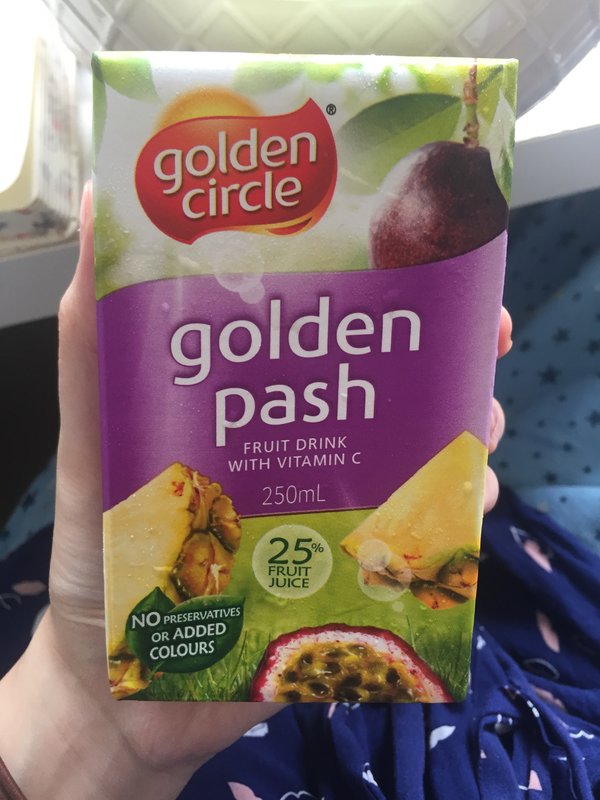 golden
circle
®
golden
pash
FRUIT DRINK
WITH VITAMIN C
250mL
25%
FRUIT
JUICE
NO PRESERVATIVES
OR ADDED
COLOURS